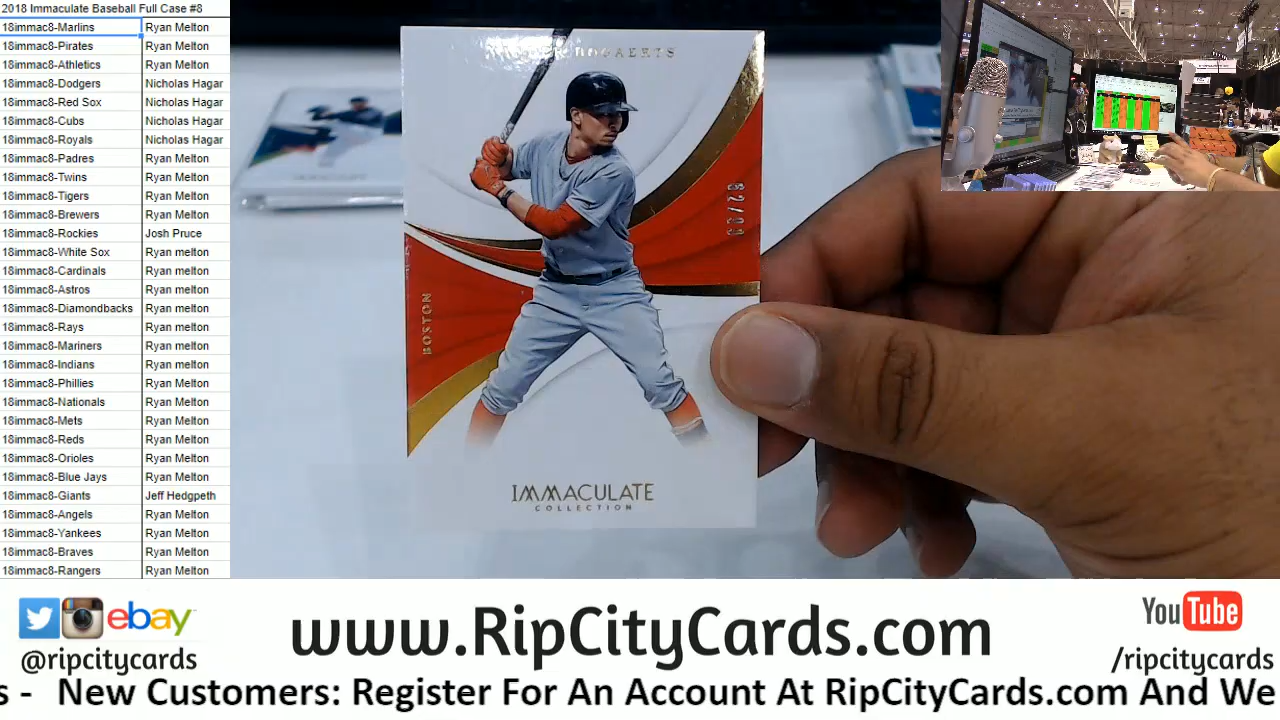 2018 Immaculate Baseball Full Case #8
18immac8-Marlins Ryan Melton
18immac8-Pirates Ryan Melton
18immac8-Athletics Ryan Melton
18immac8-Dodgers Nicholas Hagar
18immac8-Red Sox Nicholas Hagar
18immac8-Cubs Nicholas Hagar
18immac8-Royals Nicholas Hagar
18immac8-Padres Ryan Melton
18immac8-Twins Ryan Melton
18immac8-Tigers Ryan Melton
18immac8-Brewers Ryan Melton
18immac8-Rockies Josh Pruce
18immac8-White Sox Ryan melton
18immac8-Cardinals Ryan melton
18immac8-Astros Ryan melton
18immac8-Diamondbacks Ryan melton
18immac8-Rays Ryan melton
18immac8-Mariners Ryan melton
18immac8-Indians Ryan melton
18immac8-Phillies Ryan Melton
18immac8-Nationals Ryan Melton
18immac8-Mets Ryan Melton
18immac8-Reds Ryan Melton
18immac8-Orioles Ryan Melton
18immac8-Blue Jays Ryan Melton
18immac8-Giants Jeff Hedgpeth
18immac8-Angels Ryan Melton
18immac8-Yankees Ryan Melton
18immac8-Braves Ryan Melton
18immac8-Rangers Ryan Melton
BOGAERTS
BOSTON
IMMACULATE
COLLECTION
ebay
@ripcitycards
www.RipCityCards.com
YouTube
/ripcitycards
s - New Customers: Register For An Account At RipCityCards.com And We